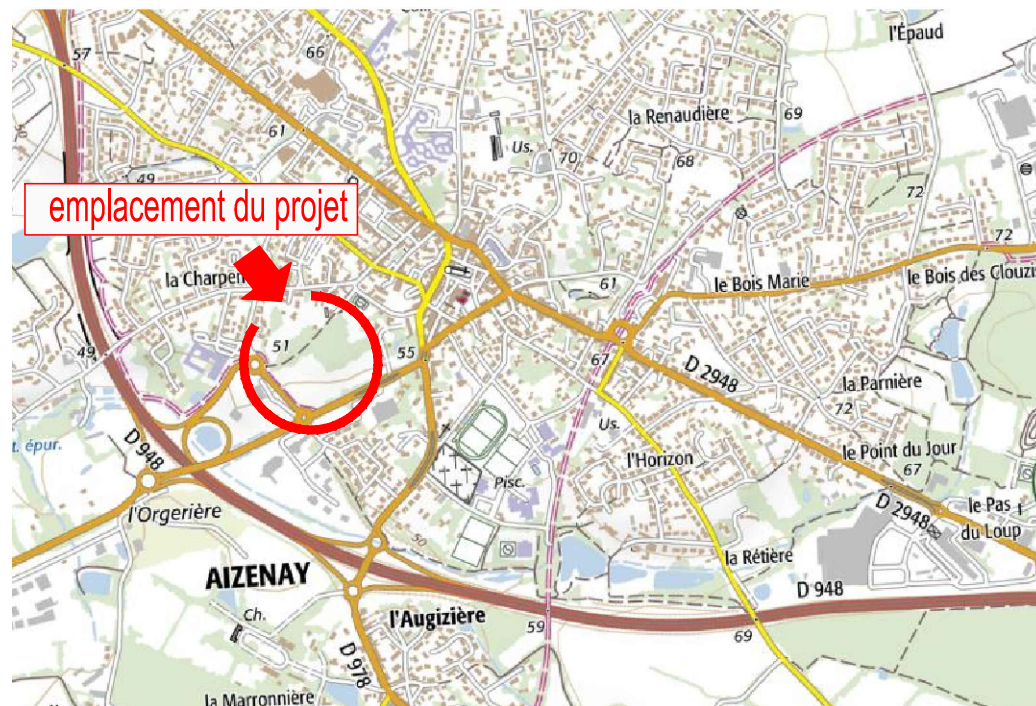 l'Épaud
57
66
la Renaudière
69
61
Us.
70
68
49
50
72
emplacement du projet
72
la Charpen
61
le Bois Marie
le Bois des Clouz
51
55
49
67
D 2948
la Parnière
72
Us.
D 948
t. épur.
le Point du Jour
l'Horizon
67
Pisc.
D 2948
le Pas
du Loup
l'Orgerière
50
la Rétière
AIZENAY
D 948
Ch.
l'Augizière
59
69
D 978
la Marronnière